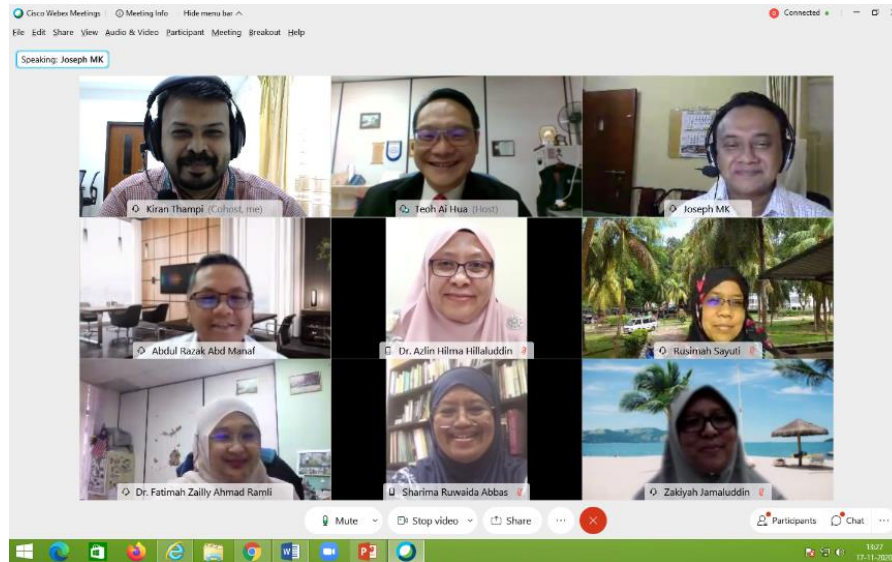 Cisco Webex Meetings
Meeting Info
Hide menu bar
Connected
File Edit Share View Audio & Video Participant Meeting Breakout Help
Speaking: Joseph MK
Kiran Thampi (Cohost, me)
Teoh Ai Hua (Host)
Joseph MK
Abdul Razak Abd Manaf
Dr. Azlin Hilma Hillaluddin
Rusimah Sayuti
Dr. Fatimah Zailly Ahmad Ramli
Sharima Ruwaida Abbas
Zakiyah Jamaluddin
Mute
Stop video
Share
Participants
Chat
13:27
17-11-2020